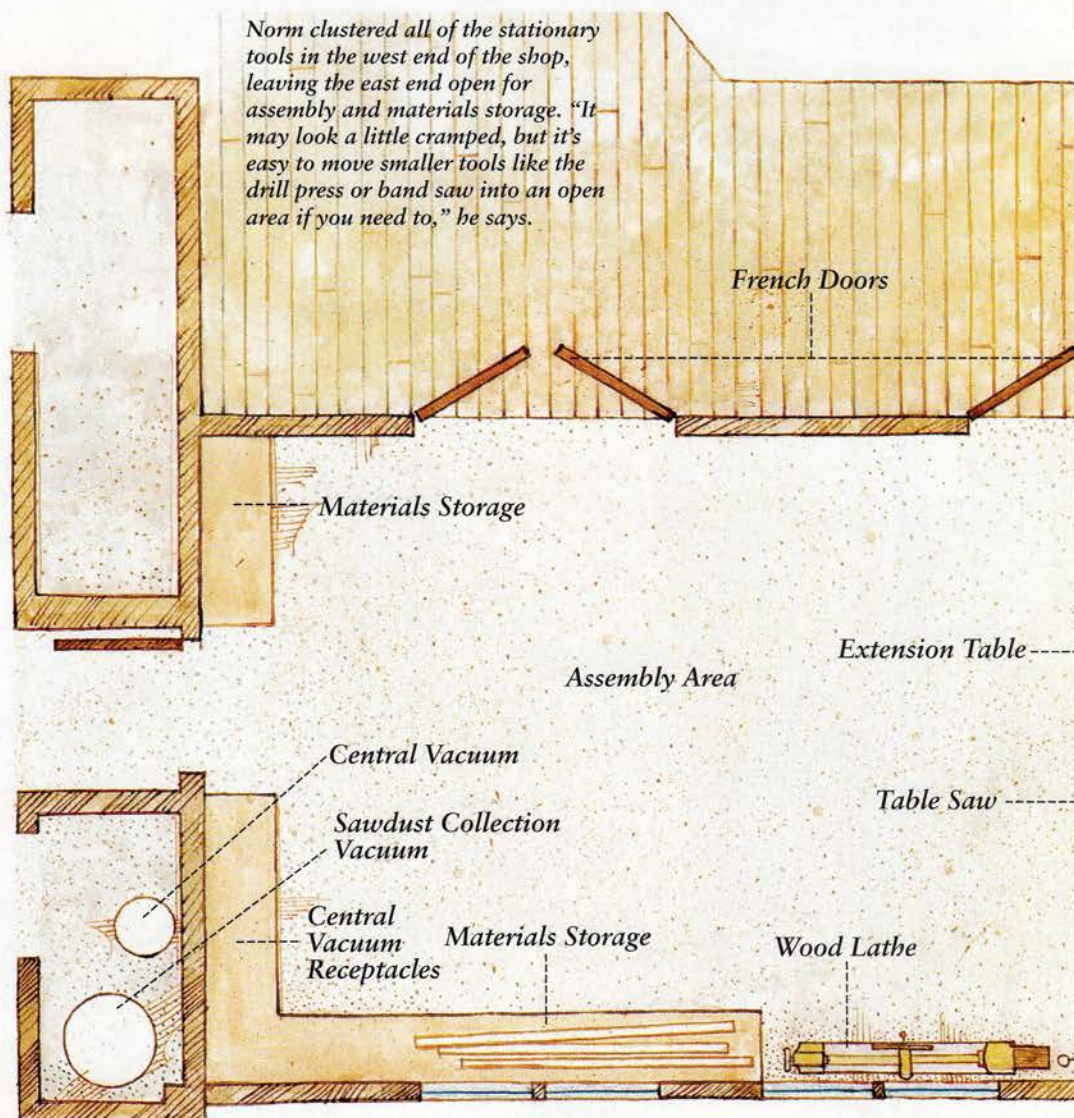 Norm clustered all of the stationary
tools in the west end of the shop,
leaving the east end open for
assembly and materials storage. “It
may look a little cramped, but it’s
easy to move smaller tools like the
drill press or band saw into an open
area if you need to,” he says.
French Doors
Materials Storage
Extension Table
Assembly Area
Central Vacuum
Table Saw
Sawdust Collection
Vacuum
Central
Vacuum
Receptacles
Materials Storage
Wood Lathe